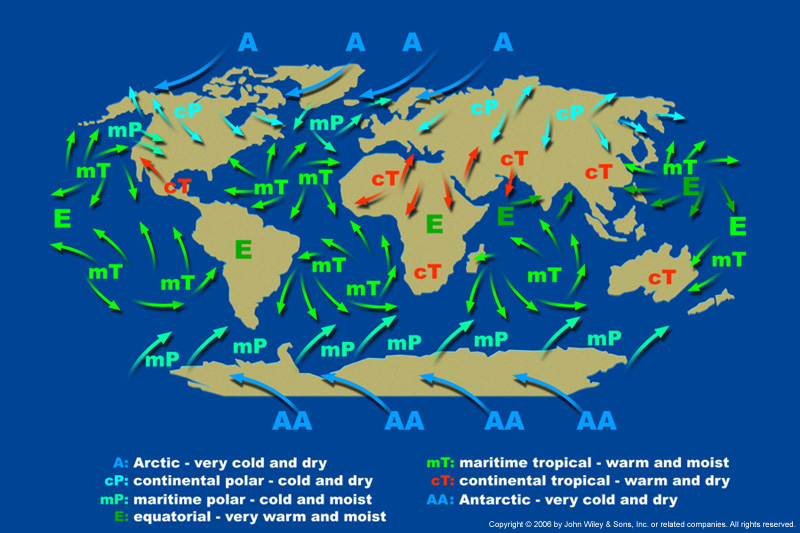 A A A A
cP cP cP
mP mP
mT mT mT mT
cT cT cT cT
E E E E E E
mT mT mT mT mT mT
cT cT
mP mP mP mP mP mP
AA AA AA AA
A: Arctic - very cold and dry
cP: continental polar - cold and dry
mP: maritime polar - cold and moist
E: equatorial - very warm and moist
mT: maritime tropical - warm and moist
cT: continental tropical - warm and dry
AA: Antarctic - very cold and dry
Copyright © 2006 by John Wiley & Sons, Inc. or related companies. All rights reserved.